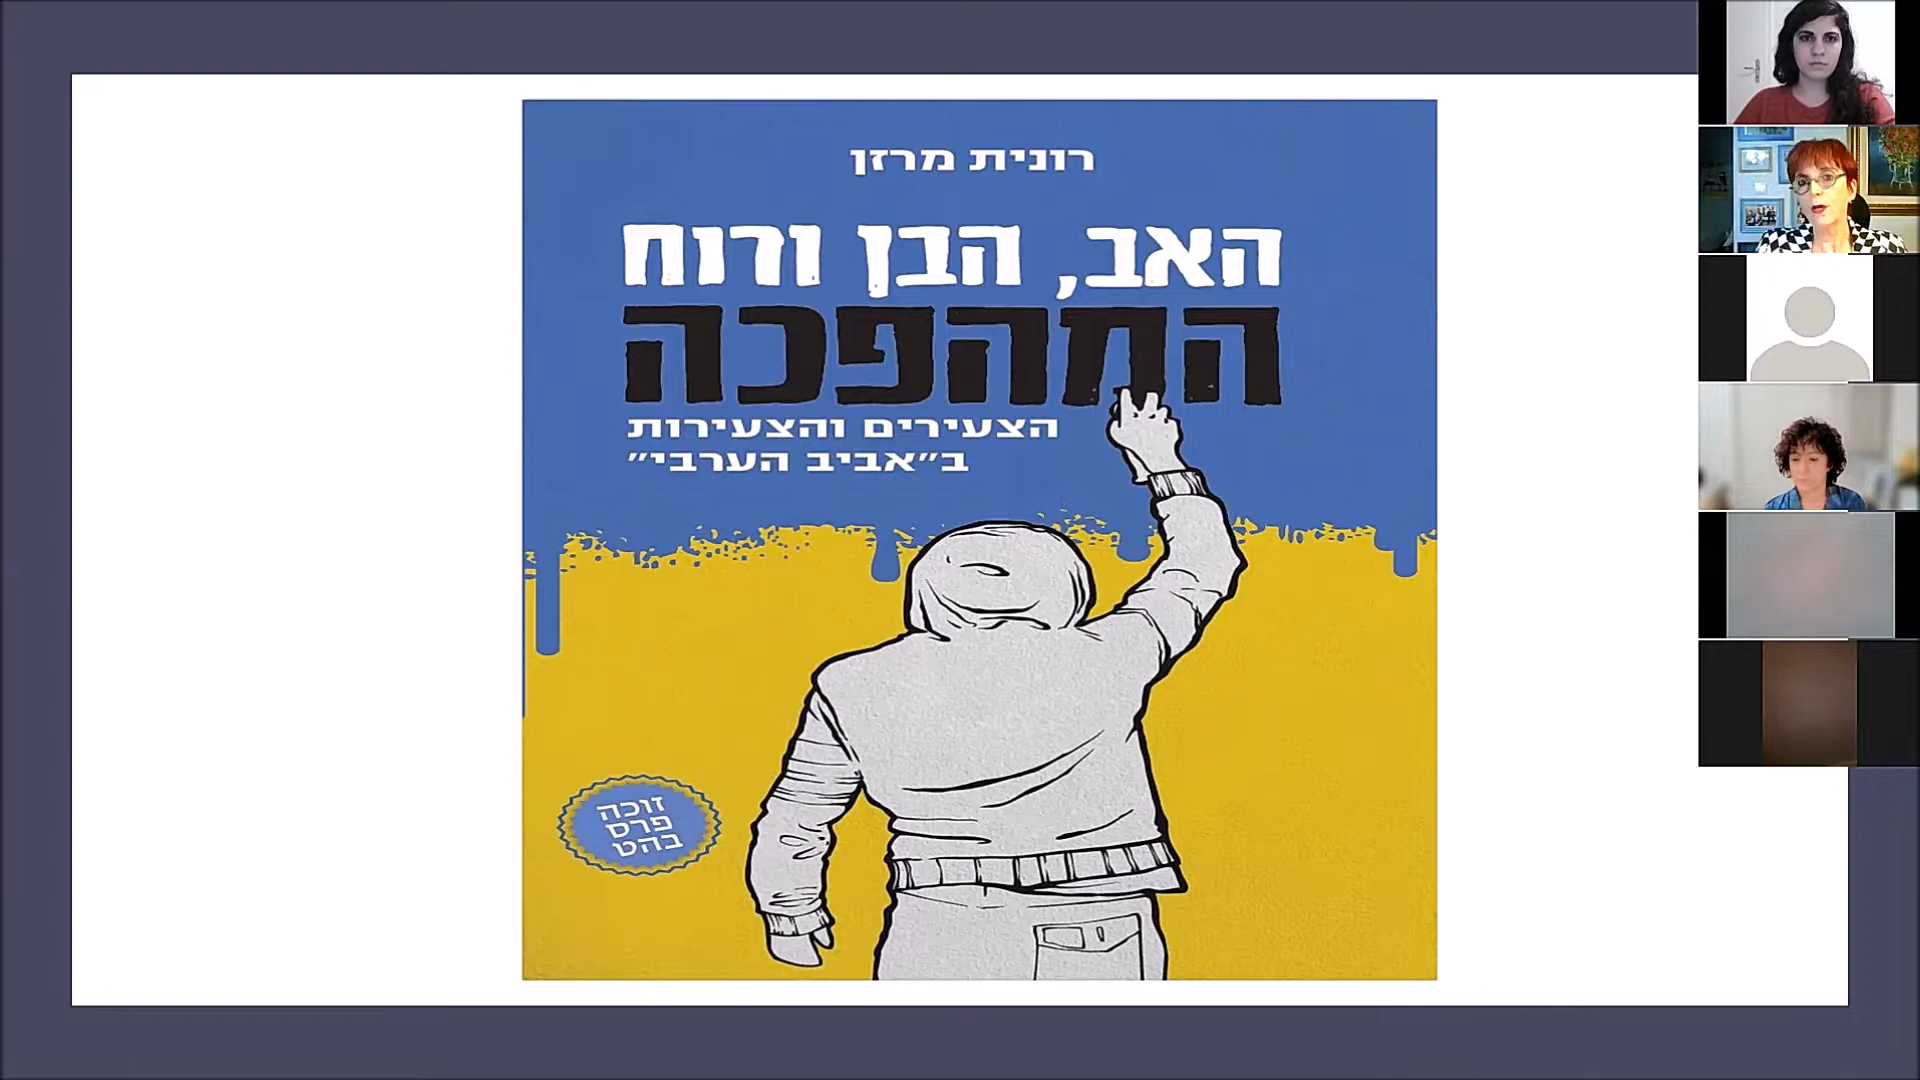 רונית מרזן
האב, הבן ורוח
המהפכה
הצעירים והצעירות
ב״אביב הערבי״
זוכה
פרס
בהט